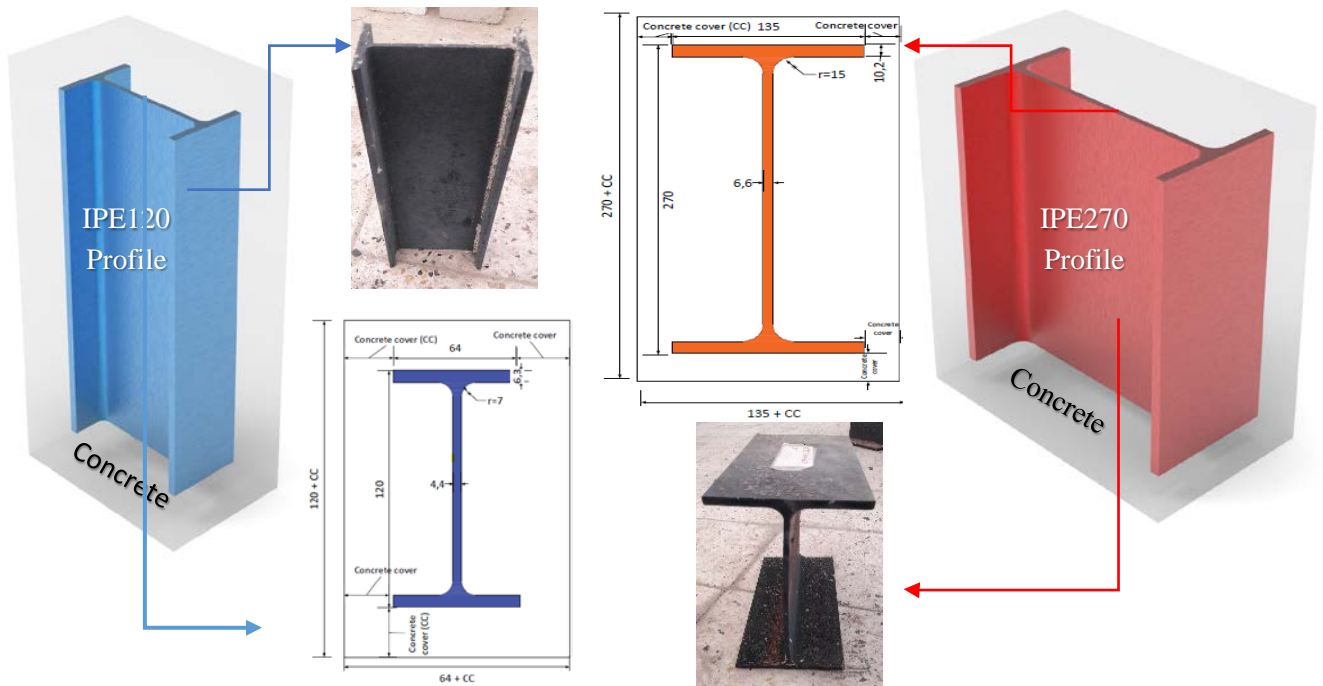 IPE120
Profile
Concrete
Concrete cover (CC)
Concrete cover
64
6,3
r=7
120 + CC
120
4,4
Concrete cover
Concrete
cover (CC)
64 + CC
Concrete cover (CC)
135
Concrete cover
10,2
r=15
270 + CC
270
6,6
Concrete
cover
Concrete
cover
135 + CC
IPE270
Profile
Concrete